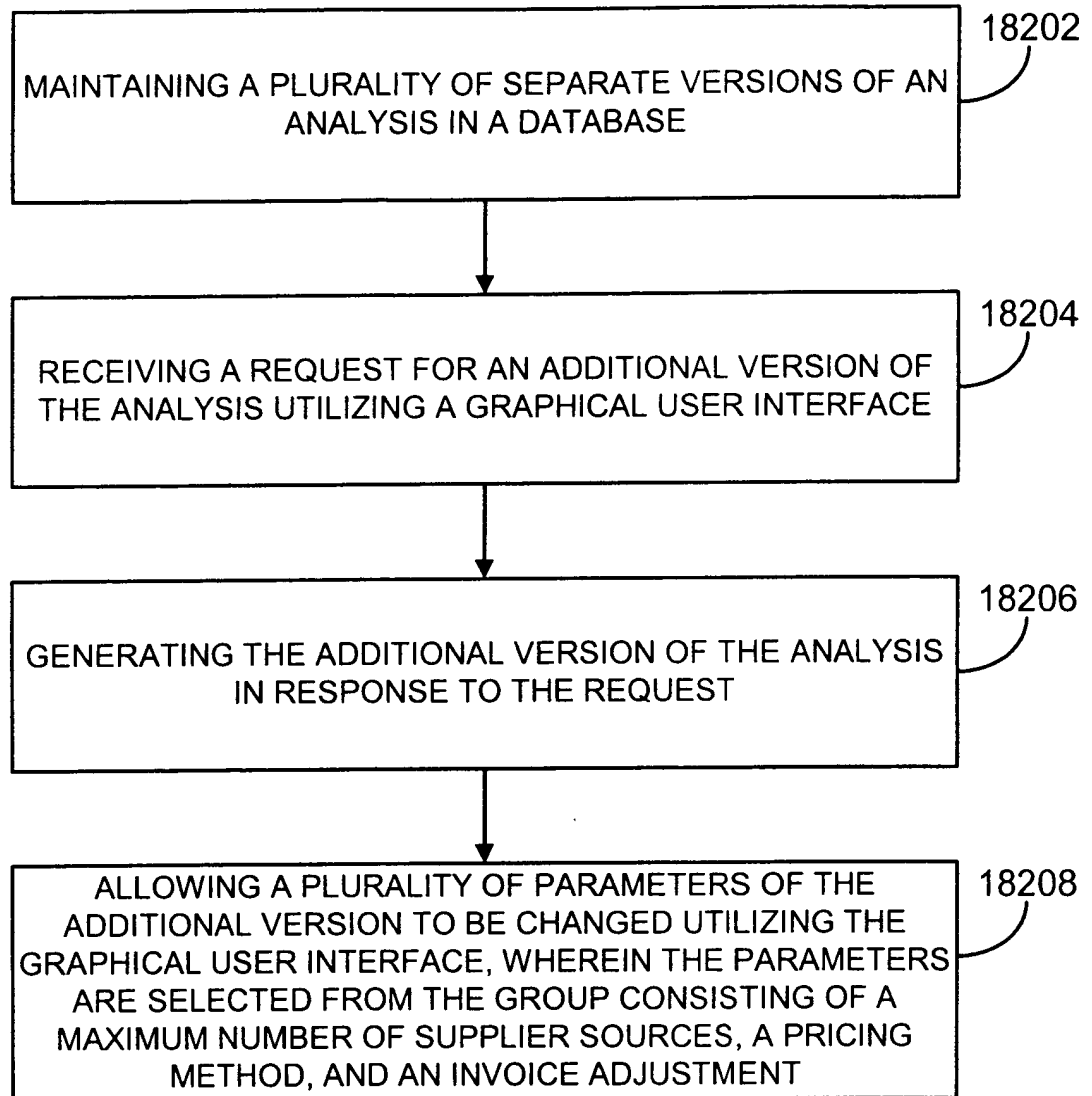 18202
MAINTAINING A PLURALITY OF SEPARATE VERSIONS OF AN
ANALYSIS IN A DATABASE
18204
RECEIVING A REQUEST FOR AN ADDITIONAL VERSION OF
THE ANALYSIS UTILIZING A GRAPHICAL USER INTERFACE
18206
GENERATING THE ADDITIONAL VERSION OF THE ANALYSIS
IN RESPONSE TO THE REQUEST
18208
ALLOWING A PLURALITY OF PARAMETERS OF THE
ADDITIONAL VERSION TO BE CHANGED UTILIZING THE
GRAPHICAL USER INTERFACE, WHEREIN THE PARAMETERS
ARE SELECTED FROM THE GROUP CONSISTING OF A
MAXIMUM NUMBER OF SUPPLIER SOURCES, A PRICING
METHOD, AND AN INVOICE ADJUSTMENT